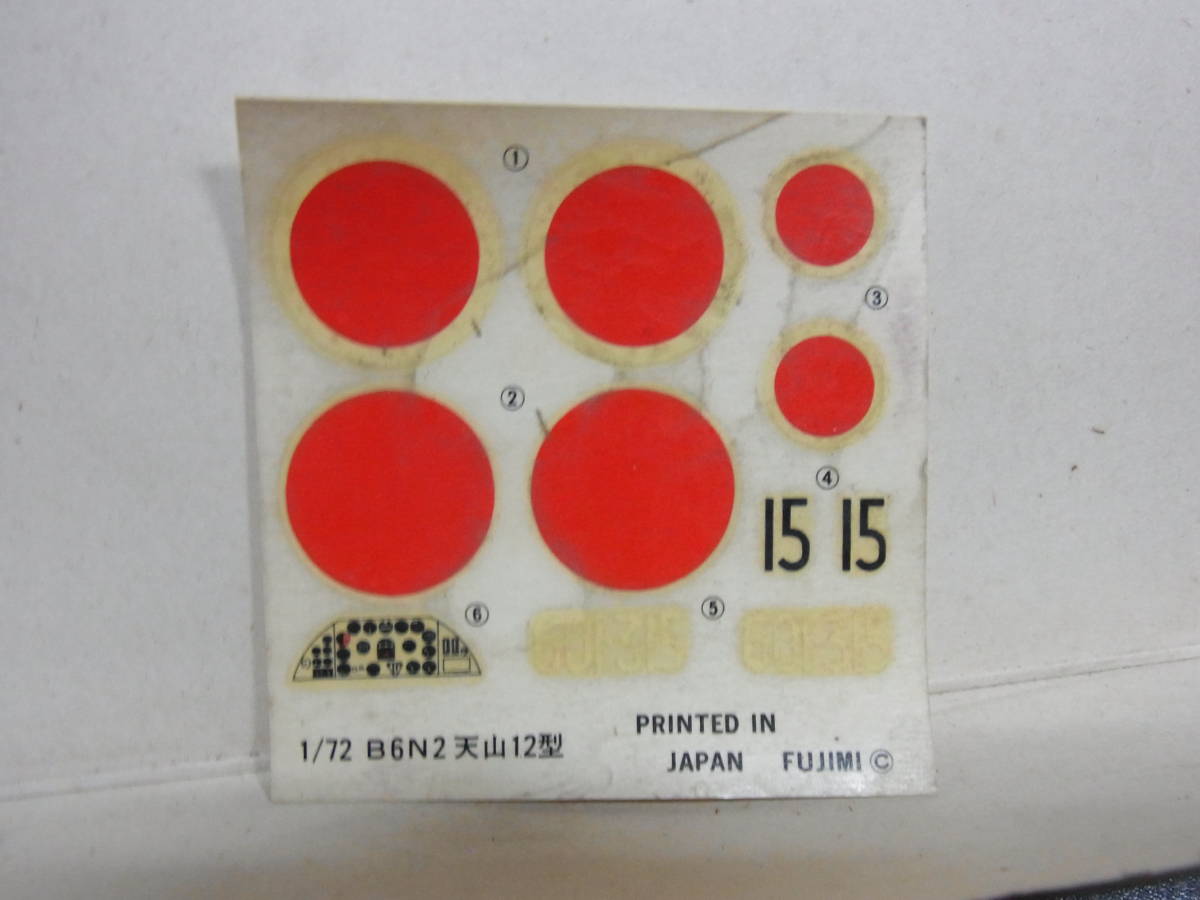 ①
③
②
④
15 15
⑥
⑤
1/72 B6N2 天山12型
PRINTED IN
JAPAN FUJIMI ©